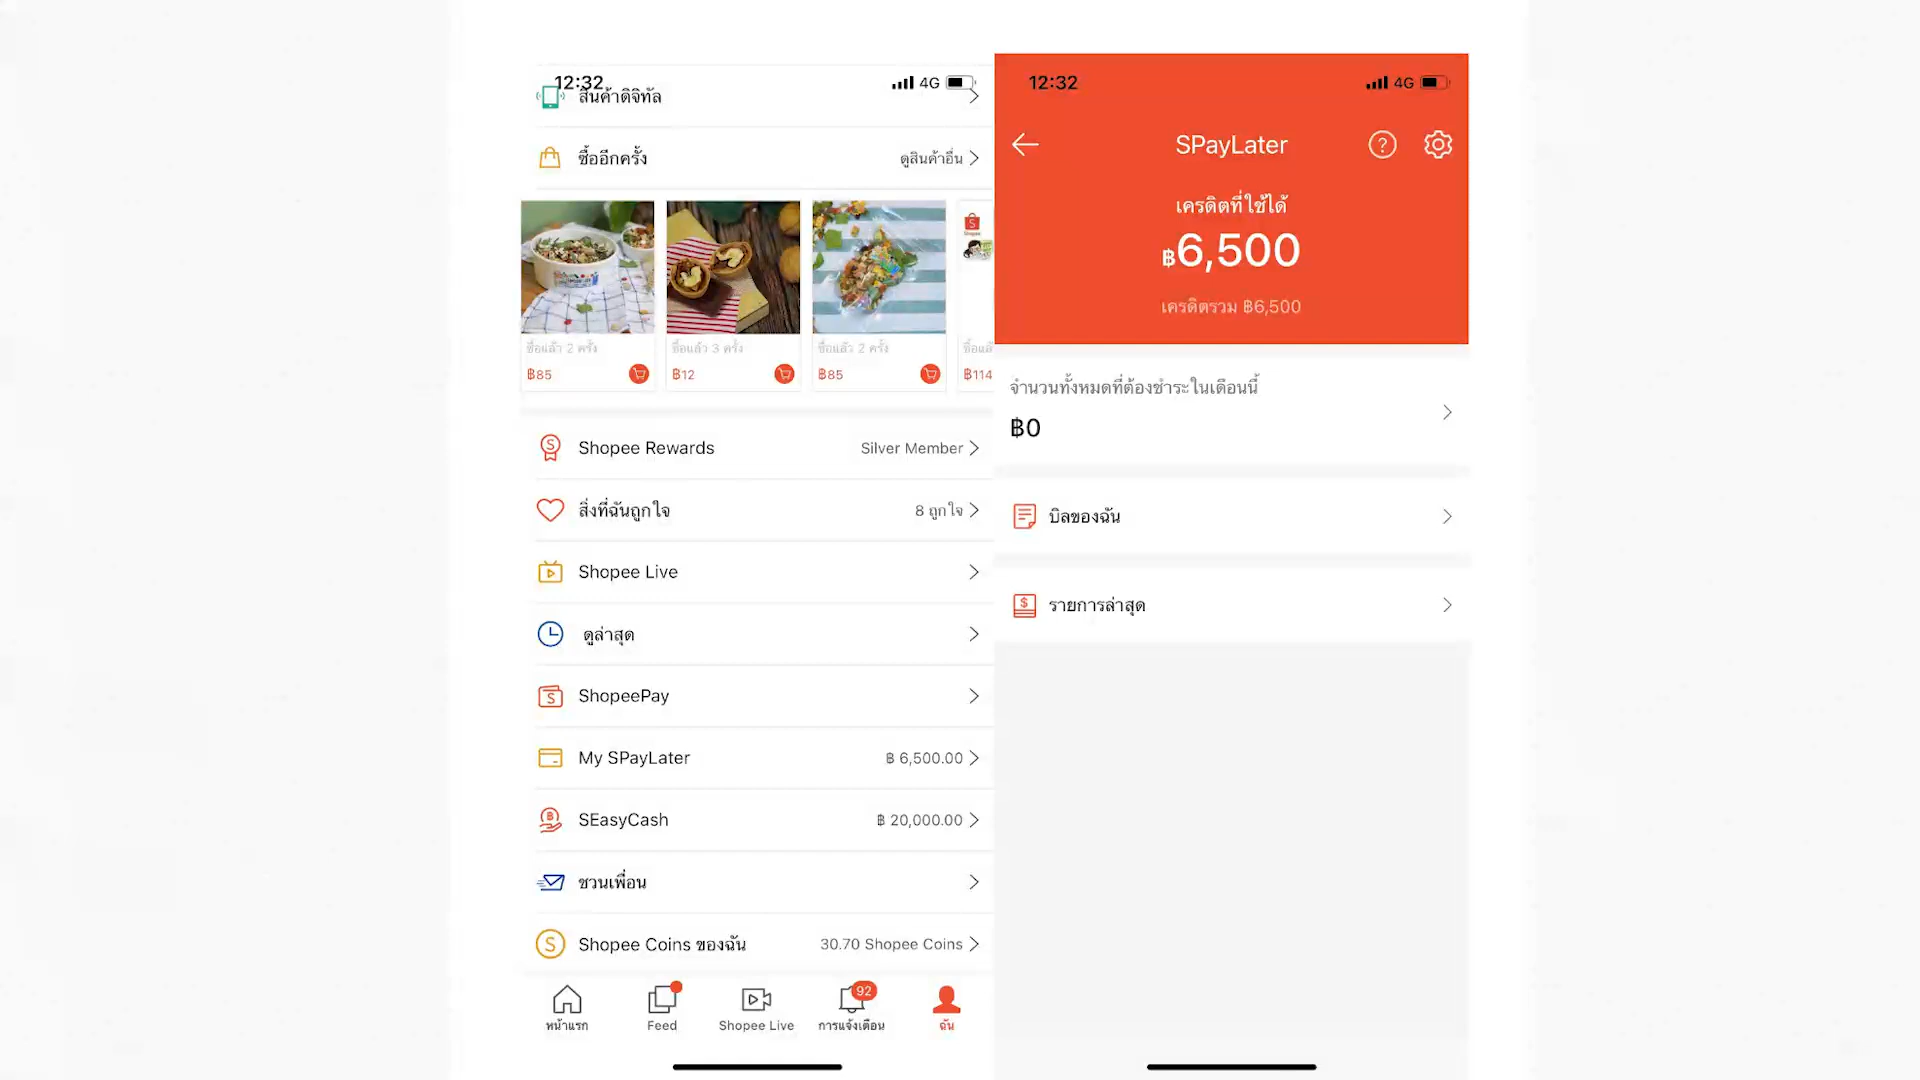 12:32
4G
สินค้าดิจิทัล
ซื้ออีกครั้ง
ดูสินค้าอื่น
ซื้อแล้ว 2 ครั้ง
฿85
ซื้อแล้ว 3 ครั้ง
฿12
ซื้อแล้ว 2 ครั้ง
฿85
฿114
Shopee Rewards
Silver Member
สิ่งที่ฉันถูกใจ
8 ถูกใจ
Shopee Live
ดูล่าสุด
ShopeePay
My SPayLater
฿ 6,500.00
SEasyCash
฿ 20,000.00
ชวนเพื่อน
Shopee Coins ของฉัน
30.70 Shopee Coins
หน้าแรก
Feed
Shopee Live
92
การแจ้งเตือน
ฉัน
12:32
4G
SPayLater
?
เครดิตที่ใช้ได้
฿6,500
เครดิตรวม ฿6,500
จำนวนทั้งหมดที่ต้องชำระในเดือนนี้
฿0
บิลของฉัน
รายการล่าสุด